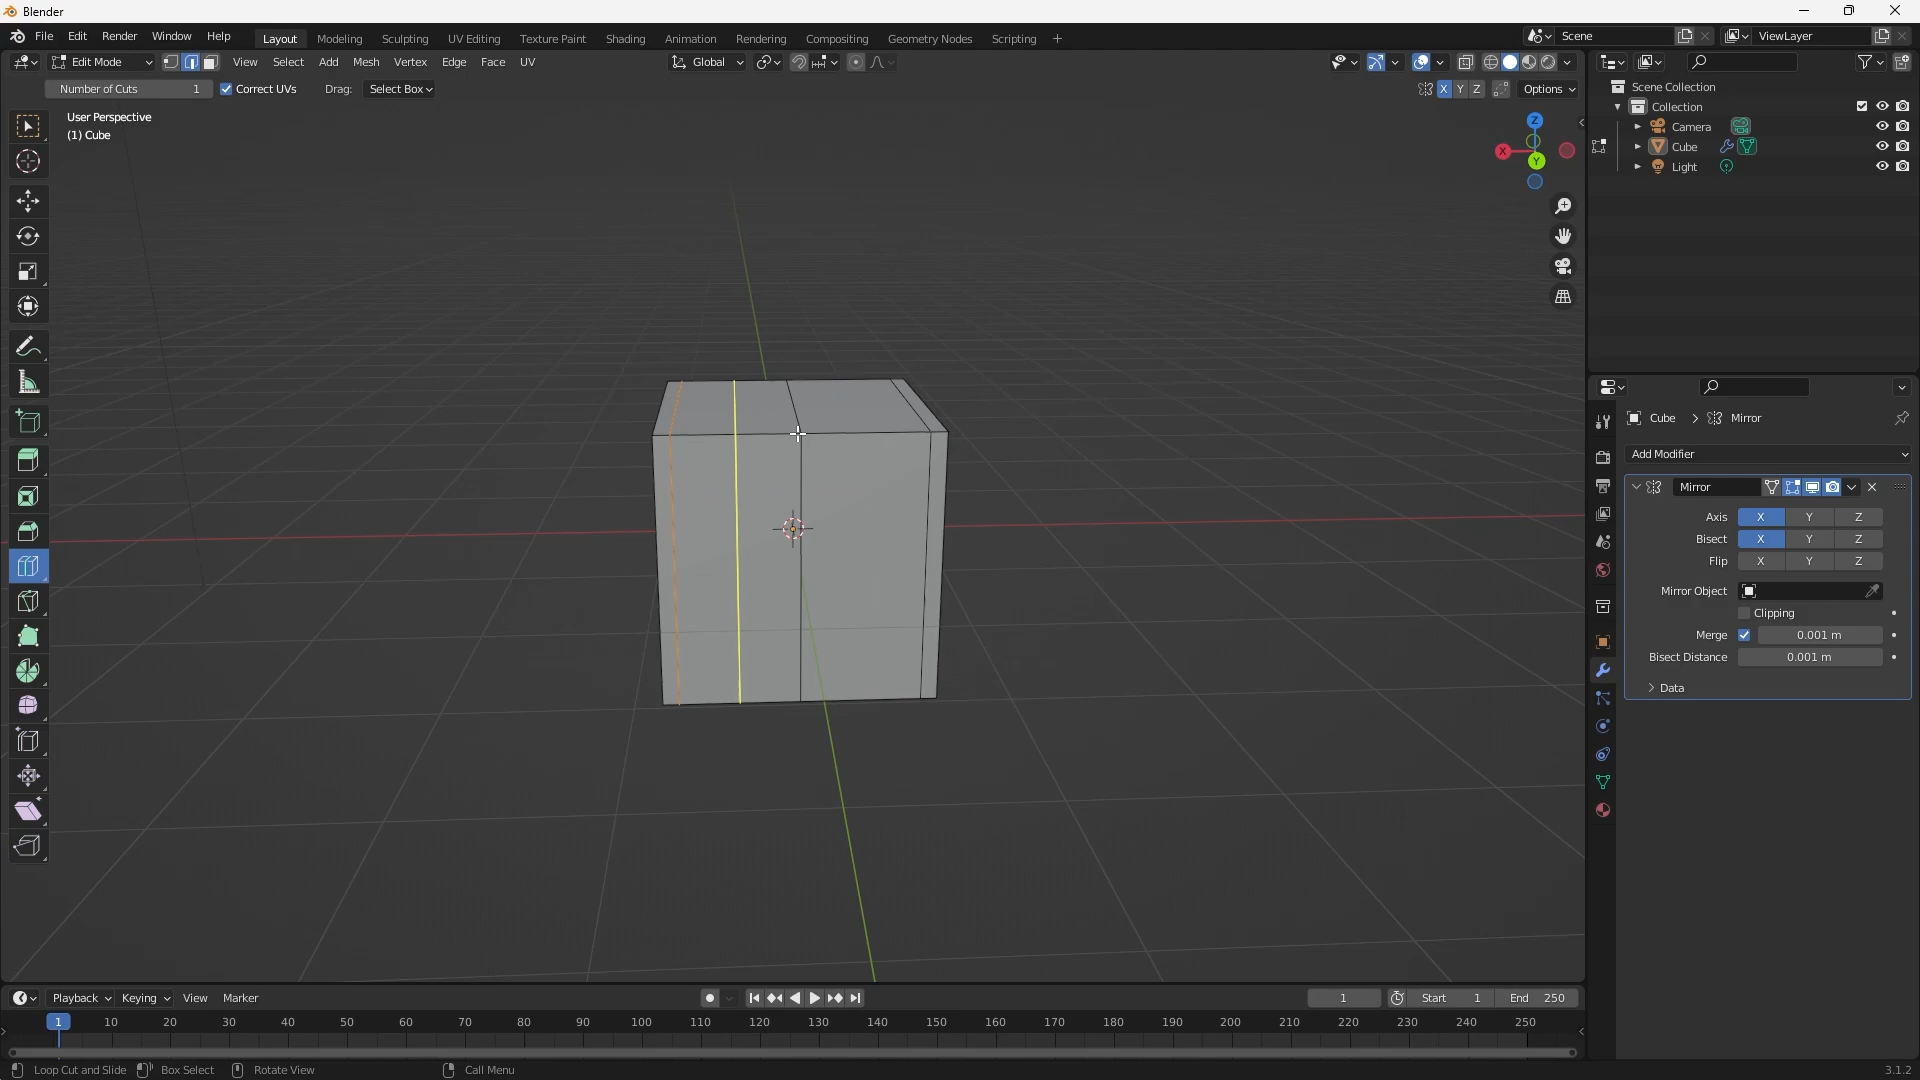 Blender
File Edit Render Window Help
Layout Modeling Sculpting UV Editing Texture Paint Shading Animation Rendering Compositing Geometry Nodes Scripting +
Scene
ViewLayer
Edit Mode View Select Add Mesh Vertex Edge Face UV
Global
Number of Cuts 1 Correct UVs Drag: Select Box
X Y Z Options
User Perspective
(1) Cube
Z
X
Y
Scene Collection
Collection
Camera
Cube
Light
Cube > Mirror
Add Modifier
Mirror
Axis X Y Z
Bisect X Y Z
Flip X Y Z
Mirror Object
Clipping
Merge 0.001 m
Bisect Distance 0.001 m
Data
Playback Keying View Marker
1 Start 1 End 250
1 10 20 30 40 50 60 70 80 90 100 110 120 130 140 150 160 170 180 190 200 210 220 230 240 250
Loop Cut and Slide Box Select Rotate View Call Menu
3.1.2